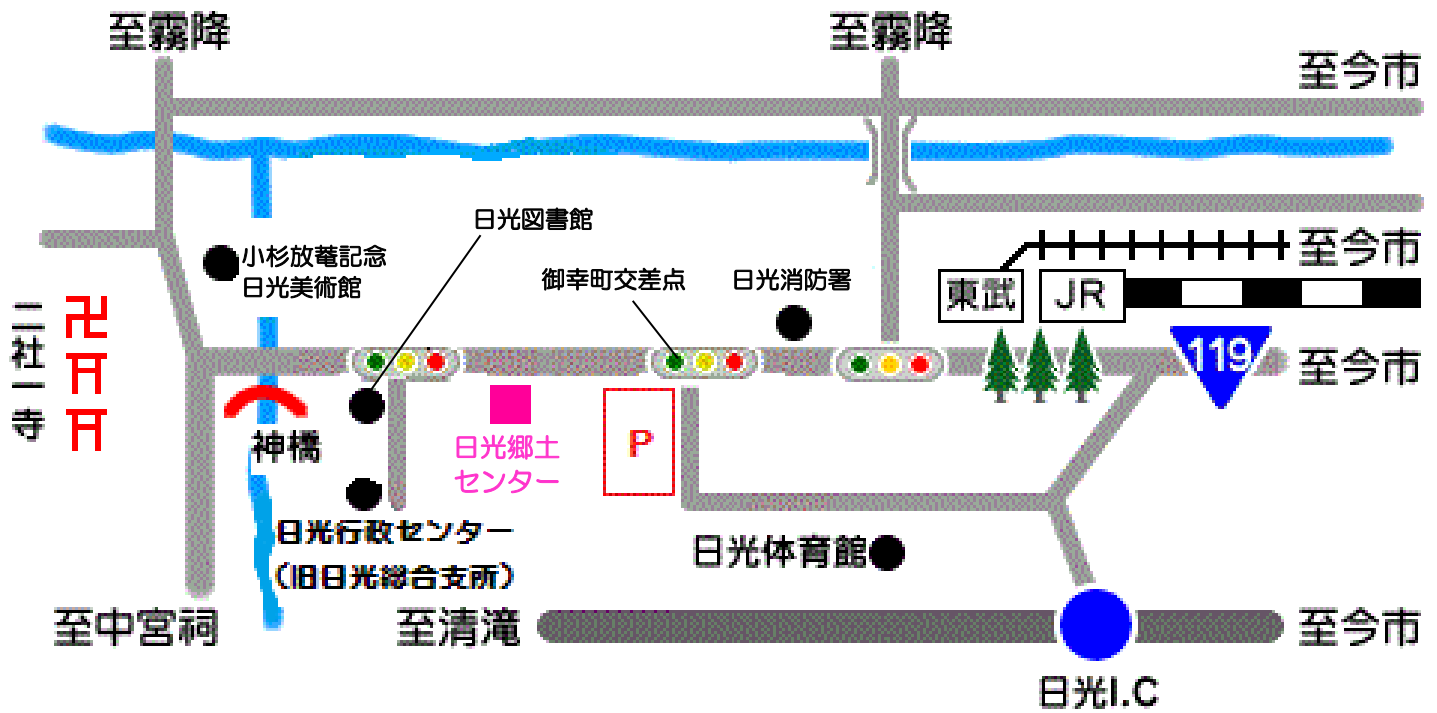 至霧降
至霧降
至今市
日光図書館
小杉放菴記念
日光美術館
御幸町交差点
日光消防署
至今市
東武
JR
二社一寺
119
至今市
神橋
日光郷土
センター
P
日光行政センター
(旧日光総合支所)
日光体育館
至中宮祠
至清滝
至今市
日光I.C